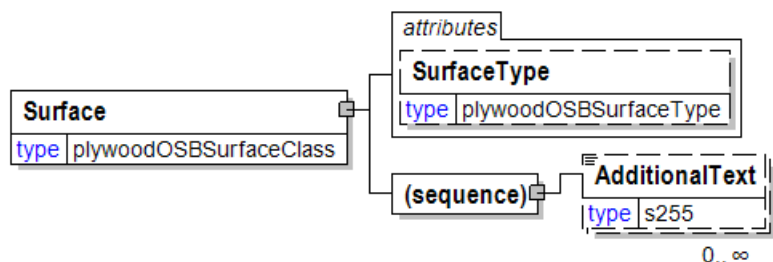 attributes
SurfaceType
type plywoodOSBSurfaceType
Surface
type plywoodOSBSurfaceClass
(sequence)
AdditionalText
type s255
0..∞